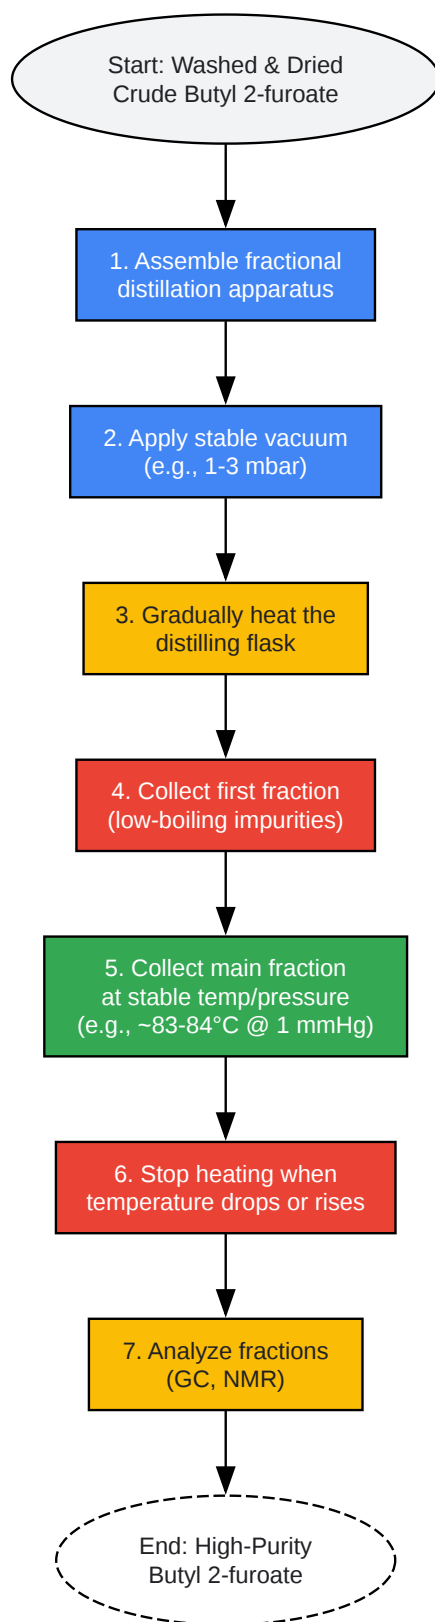 Start: Washed & Dried
Crude Butyl 2-furoate
1. Assemble fractional
distillation apparatus
2. Apply stable vacuum
(e.g., 1-3 mbar)
3. Gradually heat the
distilling flask
4. Collect first fraction
(low-boiling impurities)
5. Collect main fraction
at stable temp/pressure
(e.g., ~83-84°C @ 1 mmHg)
6. Stop heating when
temperature drops or rises
7. Analyze fractions
(GC, NMR)
End: High-Purity
Butyl 2-furoate